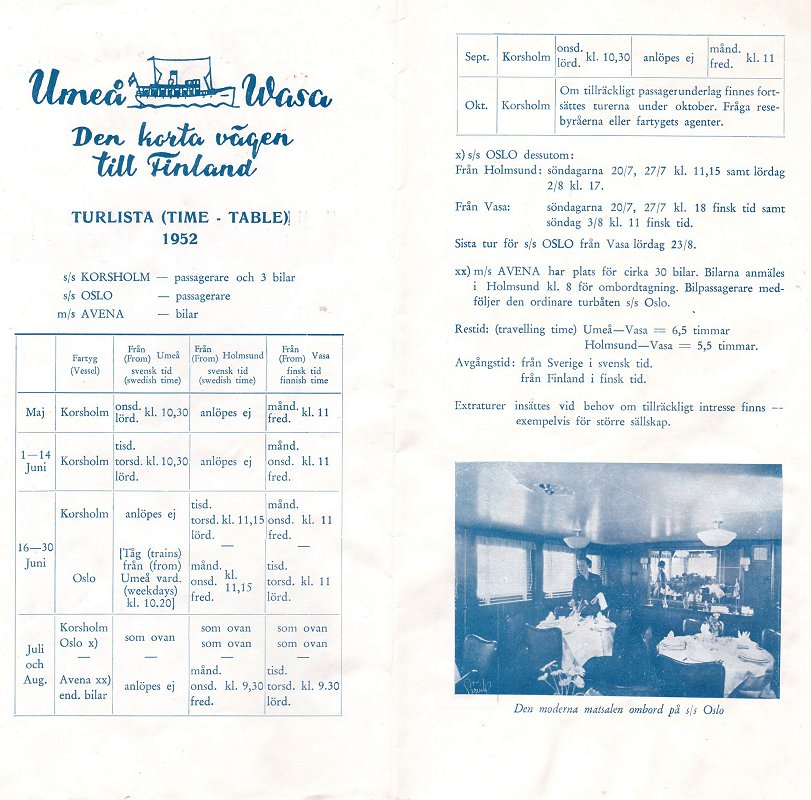 Umeå Wasa
Den korta vägen
till Finland
TURLISTA (TIME - TABLE)
1952
s/s KORSHOLM — passagerare och 3 bilar
s/s OSLO — passagerare
m/s AVENA — bilar
Fartyg
(Vessel)
Från
(From) Umeå
svensk tid
(swedish time)
Från
(From) Holmsund
svensk tid
(swedish time)
Från
(From) Vasa
finsk tid
finnish time
Maj
Korsholm
onsd.
lörd. kl. 10,30
anlöpes ej
månd.
fred. kl. 11
1—14
Juni
Korsholm
tisd.
torsd. kl. 10,30
lörd.
anlöpes ej
månd.
onsd. kl. 11
fred.
16—30
Juni
Korsholm
anlöpes ej
tisd.
torsd. kl. 11,15
lörd.
—
månd.
onsd. kl. 11
fred.
—
Oslo
[Tåg (trains)
från (from)
Umeå vard.
(weekdays)
kl. 10.20]
månd.
onsd. kl. 11,15
fred.
tisd.
torsd. kl. 11
lörd.
Juli
och
Aug.
Korsholm
Oslo x)
—
som ovan
—
som ovan
som ovan
—
som ovan
som ovan
—
Avena xx)
end. bilar
anlöpes ej
månd.
onsd. kl. 9,30
fred.
tisd.
torsd. kl. 9.30
lörd.
Sept.
Korsholm
onsd.
lörd. kl. 10,30
anlöpes ej
månd.
fred. kl. 11
Okt.
Korsholm
Om tillräckligt passagerunderlag finnes fort-
sättes turerna under oktober. Fråga rese-
byråerna eller fartygets agenter.
x) s/s OSLO dessutom:
Från Holmsund: söndagarna 20/7, 27/7 kl. 11,15 samt lördag
2/8 kl. 17.
Från Vasa: söndagarna 20/7, 27/7 kl. 18 finsk tid samt
söndag 3/8 kl. 11 finsk tid.
Sista tur för s/s OSLO från Vasa lördag 23/8.
xx) m/s AVENA har plats för cirka 30 bilar. Bilarna anmäles
i Holmsund kl. 8 för ombordtagning. Bilpassagerare med-
följer den ordinare turbåten s/s Oslo.
Restid: (travelling time) Umeå—Vasa = 6,5 timmar
Holmsund—Vasa = 5,5 timmar.
Avgångstid: från Sverige i svensk tid.
från Finland i finsk tid.
Extraturer insättes vid behov om tillräckligt intresse finns --
exempelvis för större sällskap.
Den moderna matsalen ombord på s/s Oslo